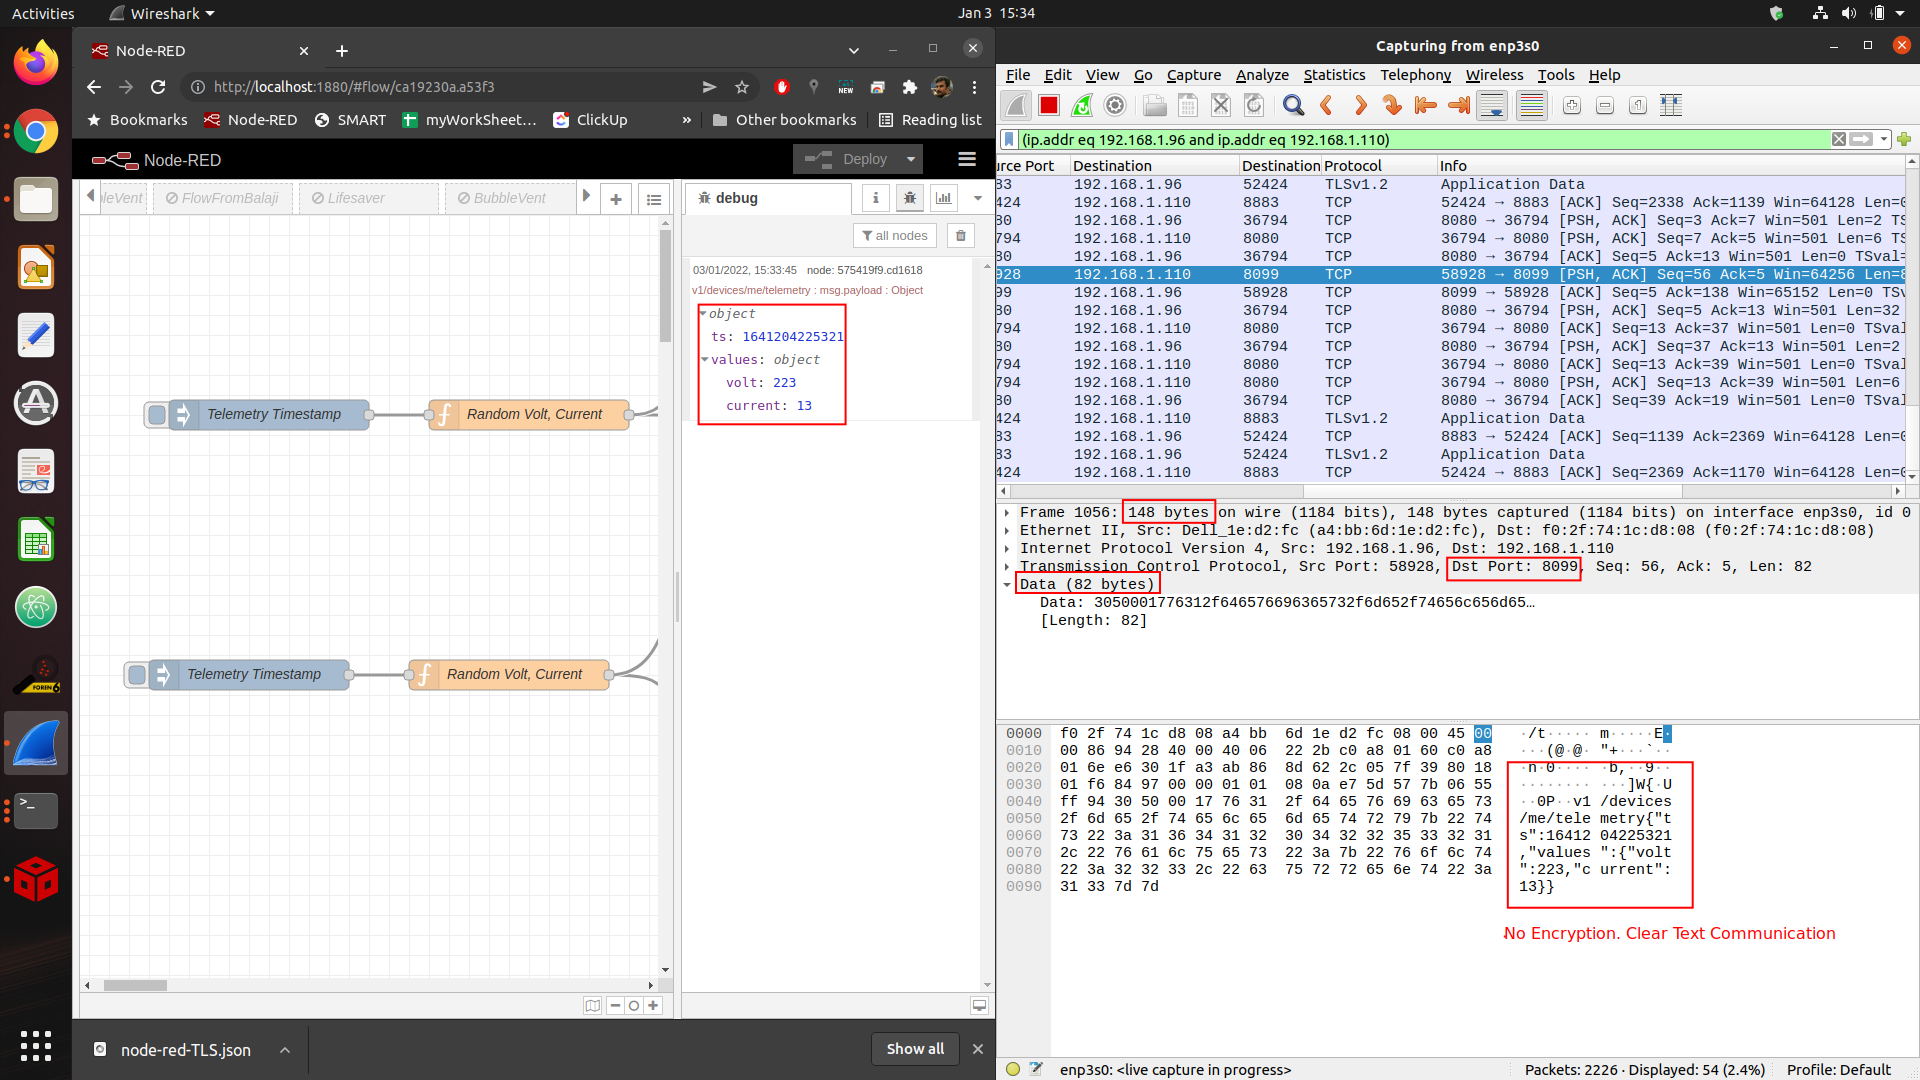 Activities
Wireshark
Jan 3 15:34
Node-RED
http://localhost:1880/#flow/ca19230a.a53f3
NEW
Bookmarks
Node-RED
SMART
myWorkSheet...
ClickUp
»
Other bookmarks
Reading list
Node-RED
Deploy
bleVent
FlowFromBalaji
Lifesaver
BubbleVent
debug
all nodes
03/01/2022, 15:33:45 node: 575419f9.cd1618
v1/devices/me/telemetry : msg.payload : Object
object
ts: 1641204225321
values: object
volt: 223
current: 13
Telemetry Timestamp
Random Volt, Current
Telemetry Timestamp
Random Volt, Current
FOREN6
node-red-TLS.json
Show all
Capturing from enp3s0
File Edit View Go Capture Analyze Statistics Telephony Wireless Tools Help
(ip.addr eq 192.168.1.96 and ip.addr eq 192.168.1.110)
urce Port Destination Destination Protocol Info
83 192.168.1.96 52424 TLSv1.2 Application Data
424 192.168.1.110 8883 TCP 52424 → 8883 [ACK] Seq=2338 Ack=1139 Win=64128 Len=0
80 192.168.1.96 36794 TCP 8080 → 36794 [PSH, ACK] Seq=3 Ack=7 Win=501 Len=2 TS
794 192.168.1.110 8080 TCP 36794 → 8080 [PSH, ACK] Seq=7 Ack=5 Win=501 Len=6 TS
80 192.168.1.96 36794 TCP 8080 → 36794 [ACK] Seq=5 Ack=13 Win=501 Len=0 TSval=
928 192.168.1.110 8099 TCP 58928 → 8099 [PSH, ACK] Seq=56 Ack=5 Win=64256 Len=8
99 192.168.1.96 58928 TCP 8099 → 58928 [ACK] Seq=5 Ack=138 Win=65152 Len=0 TSv
80 192.168.1.96 36794 TCP 8080 → 36794 [PSH, ACK] Seq=5 Ack=13 Win=501 Len=32
794 192.168.1.110 8080 TCP 36794 → 8080 [ACK] Seq=13 Ack=37 Win=501 Len=0 TSval
80 192.168.1.96 36794 TCP 8080 → 36794 [PSH, ACK] Seq=37 Ack=13 Win=501 Len=2
794 192.168.1.110 8080 TCP 36794 → 8080 [ACK] Seq=13 Ack=39 Win=501 Len=0 TSval
794 192.168.1.110 8080 TCP 36794 → 8080 [PSH, ACK] Seq=13 Ack=39 Win=501 Len=6
80 192.168.1.96 36794 TCP 8080 → 36794 [ACK] Seq=39 Ack=19 Win=501 Len=0 TSval
424 192.168.1.110 8883 TLSv1.2 Application Data
83 192.168.1.96 52424 TCP 8883 → 52424 [ACK] Seq=1139 Ack=2369 Win=64128 Len=0
83 192.168.1.96 52424 TLSv1.2 Application Data
424 192.168.1.110 8883 TCP 52424 → 8883 [ACK] Seq=2369 Ack=1170 Win=64128 Len=0
Frame 1056: 148 bytes on wire (1184 bits), 148 bytes captured (1184 bits) on interface enp3s0, id 0
Ethernet II, Src: Dell_1e:d2:fc (a4:bb:6d:1e:d2:fc), Dst: f0:2f:74:1c:d8:08 (f0:2f:74:1c:d8:08)
Internet Protocol Version 4, Src: 192.168.1.96, Dst: 192.168.1.110
Transmission Control Protocol, Src Port: 58928, Dst Port: 8099, Seq: 56, Ack: 5, Len: 82
Data (82 bytes)
Data: 3050001776312f646576696365732f6d652f74656c656d65…
[Length: 82]
0000 f0 2f 74 1c d8 08 a4 bb 6d 1e d2 fc 08 00 45 00 ·/t····· m·····E·
0010 00 86 94 28 40 00 40 06 22 2b c0 a8 01 60 c0 a8 ···(@·@· "+···`··
0020 01 6e e6 30 1f a3 ab 86 8d 62 2c 05 7f 39 80 18 ·n·0···· ·b,··9··
0030 01 f6 84 97 00 00 01 01 08 0a e7 5d 57 7b 06 55 ········ ···]W{·U
0040 ff 94 30 50 00 17 76 31 2f 64 65 76 69 63 65 73 ··0P··v1 /devices
0050 2f 6d 65 2f 74 65 6c 65 6d 65 74 72 79 7b 22 74 /me/tele metry{"t
0060 73 22 3a 31 36 34 31 32 30 34 32 32 35 33 32 31 s":16412 04225321
0070 2c 22 76 61 6c 75 65 73 22 3a 7b 22 76 6f 6c 74 ,"values ":{"volt
0080 22 3a 32 32 33 2c 22 63 75 72 72 65 6e 74 22 3a ":223,"c urrent":
0090 31 33 7d 7d 13}}
No Encryption. Clear Text Communication
enp3s0: <live capture in progress>
Packets: 2226 · Displayed: 54 (2.4%)
Profile: Default